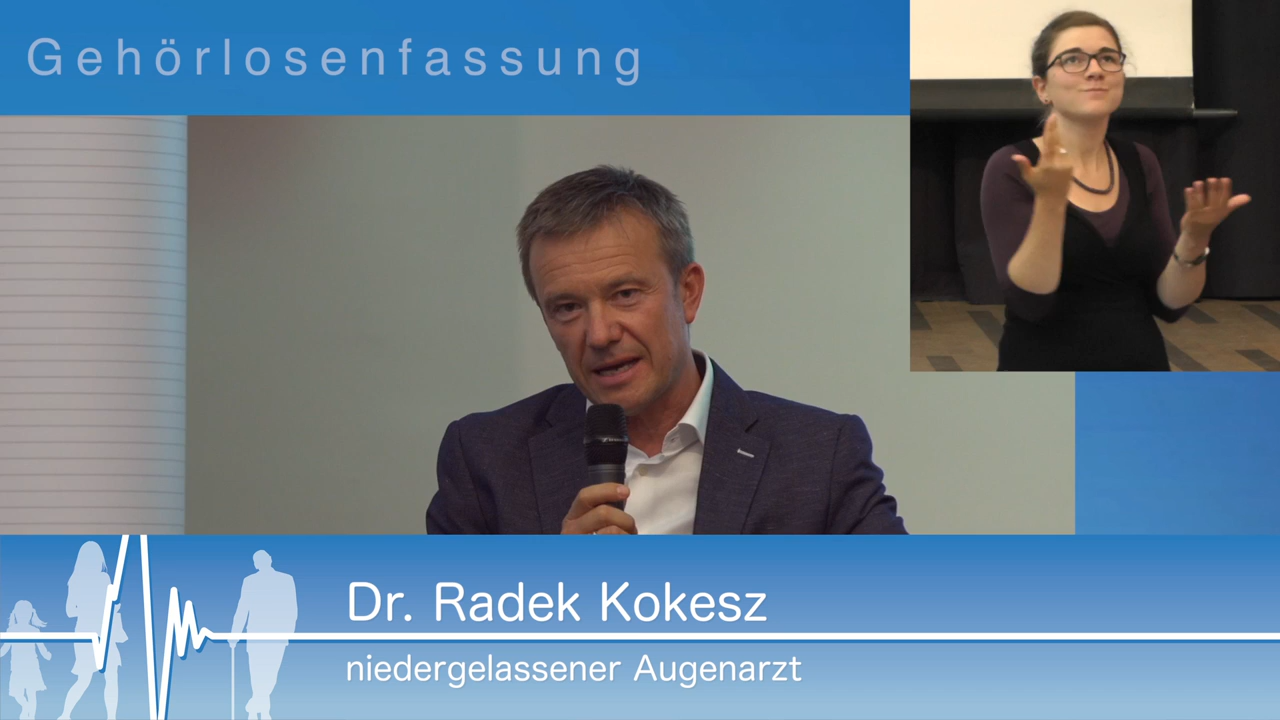 Gehörlosenfassung
Dr. Radek Kokesz
niedergelassener Augenarzt